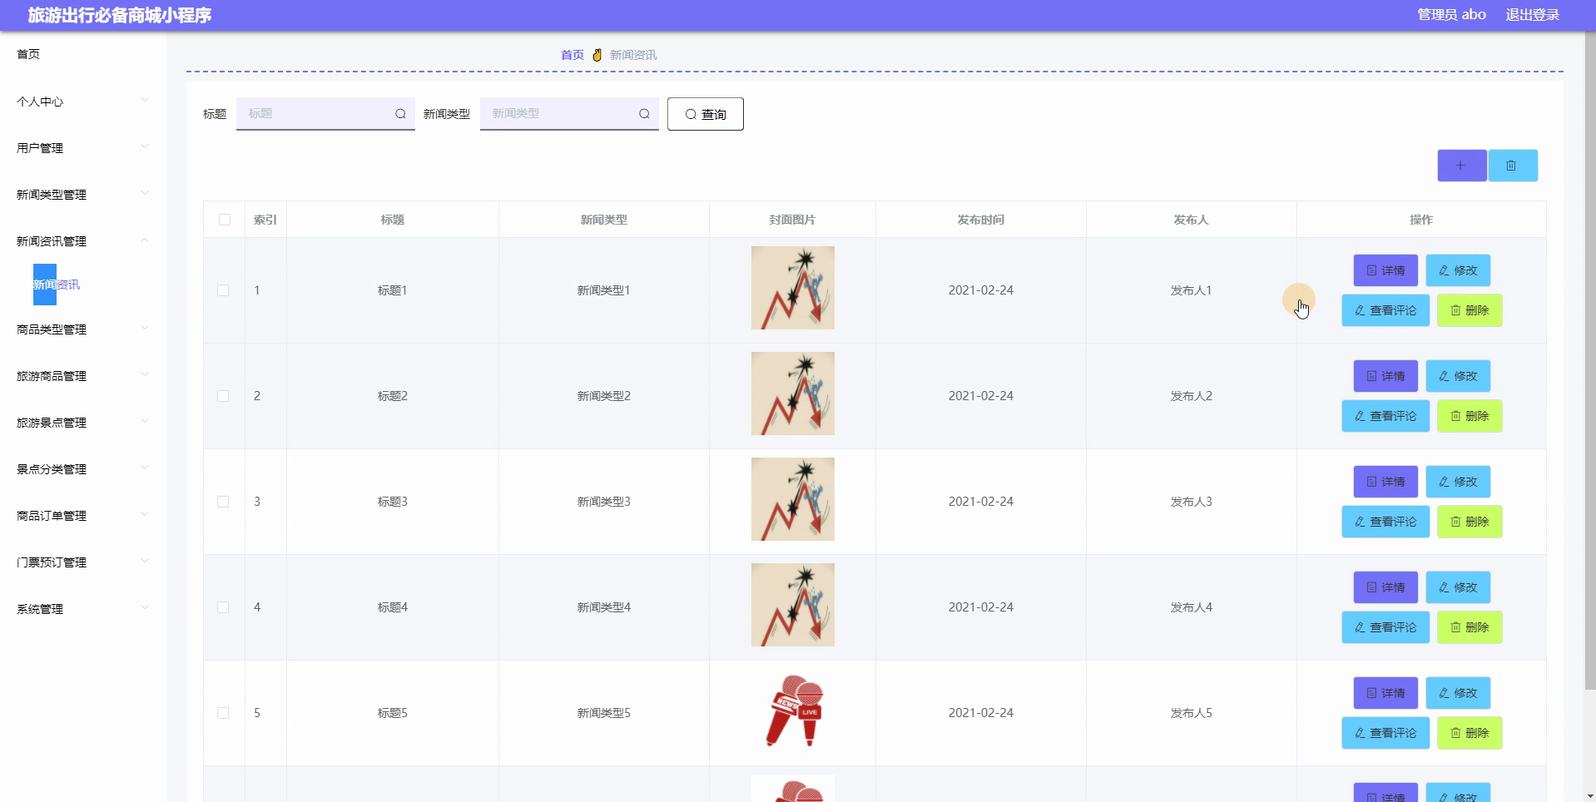 旅游出行必备商城小程序
管理员 abo 退出登录
首页
个人中心
用户管理
新闻类型管理
新闻资讯管理
新闻资讯
商品类型管理
旅游商品管理
旅游景点管理
景点分类管理
商品订单管理
门票预订管理
系统管理
首页 新闻资讯
标题 标题 新闻类型 新闻类型 查询
索引 标题 新闻类型 封面图片 发布时间 发布人 操作
1 标题1 新闻类型1 2021-02-24 发布人1 详情 修改
查看评论 删除
2 标题2 新闻类型2 2021-02-24 发布人2 详情 修改
查看评论 删除
3 标题3 新闻类型3 2021-02-24 发布人3 详情 修改
查看评论 删除
4 标题4 新闻类型4 2021-02-24 发布人4 详情 修改
查看评论 删除
5 标题5 新闻类型5 NEWS LIVE 2021-02-24 发布人5 详情 修改
查看评论 删除
详情 修改